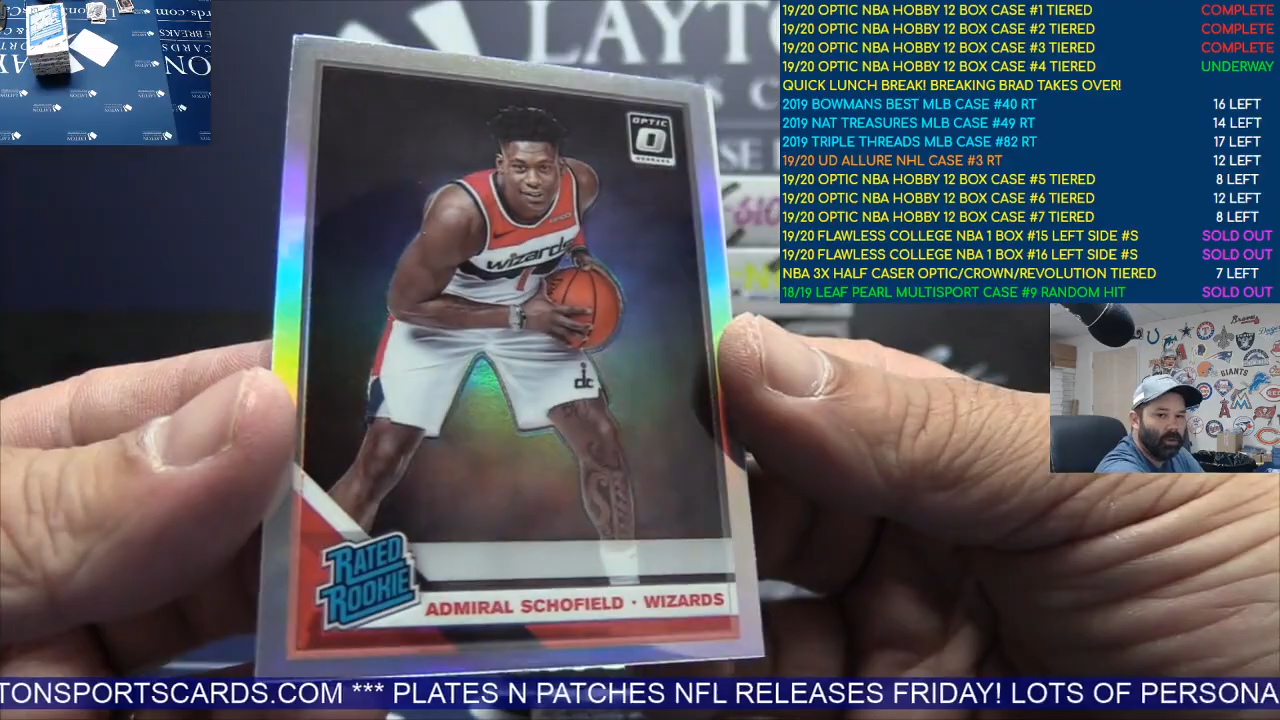 19/20 OPTIC NBA HOBBY 12 BOX CASE #1 TIERED COMPLETE
19/20 OPTIC NBA HOBBY 12 BOX CASE #2 TIERED COMPLETE
19/20 OPTIC NBA HOBBY 12 BOX CASE #3 TIERED COMPLETE
19/20 OPTIC NBA HOBBY 12 BOX CASE #4 TIERED UNDERWAY
QUICK LUNCH BREAK! BREAKING BRAD TAKES OVER!
2019 BOWMANS BEST MLB CASE #40 RT 16 LEFT
2019 NAT TREASURES MLB CASE #49 RT 14 LEFT
2019 TRIPLE THREADS MLB CASE #82 RT 17 LEFT
19/20 UD ALLURE NHL CASE #3 RT 12 LEFT
19/20 OPTIC NBA HOBBY 12 BOX CASE #5 TIERED 8 LEFT
19/20 OPTIC NBA HOBBY 12 BOX CASE #6 TIERED 12 LEFT
19/20 OPTIC NBA HOBBY 12 BOX CASE #7 TIERED 8 LEFT
19/20 FLAWLESS COLLEGE NBA 1 BOX #15 LEFT SIDE #S SOLD OUT
19/20 FLAWLESS COLLEGE NBA 1 BOX #16 LEFT SIDE #S SOLD OUT
NBA 3X HALF CASER OPTIC/CROWN/REVOLUTION TIERED 7 LEFT
18/19 LEAF PEARL MULTISPORT CASE #9 RANDOM HIT SOLD OUT
LAYTO
OPTIC
wizards
1
dc
RATED
ROOKIE
ADMIRAL SCHOFIELD · WIZARDS
Braves
GIANTS
TONSPORTSCARDS.COM *** PLATES N PATCHES NFL RELEASES FRIDAY! LOTS OF PERSONA